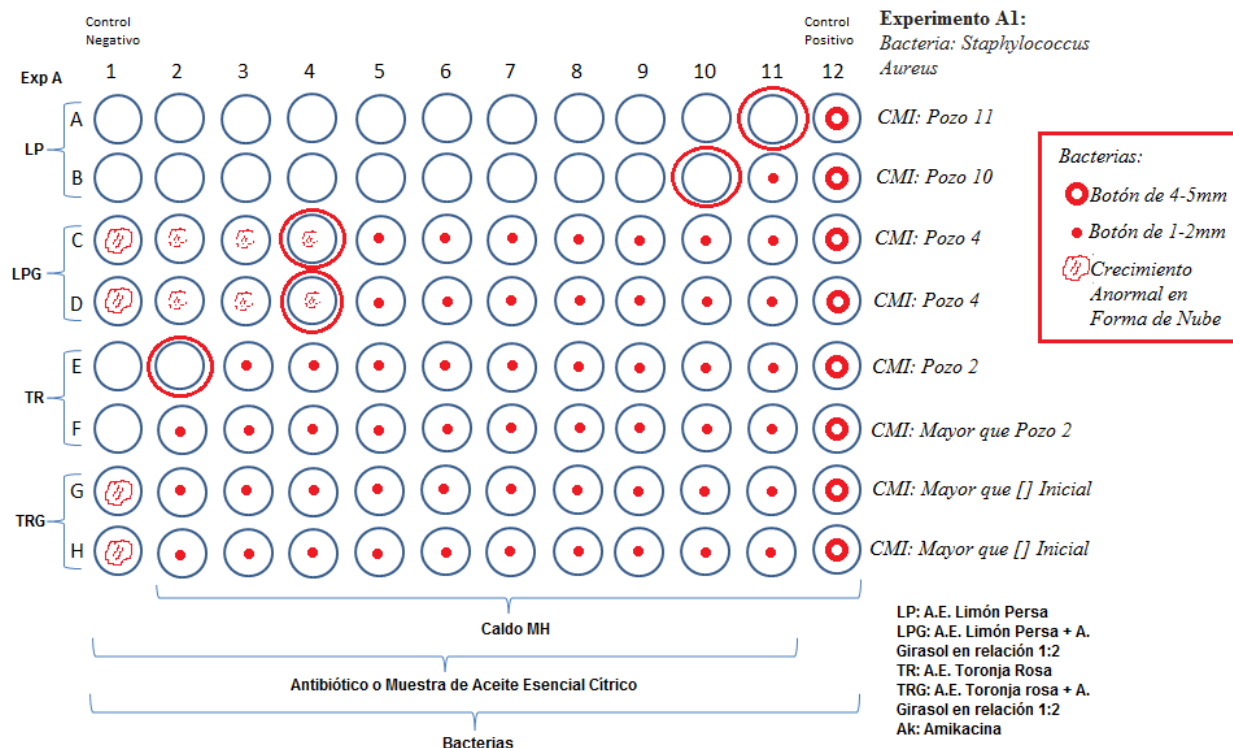 Control
Negativo
Control
Positivo
Experimento A1:
Bacteria: Staphylococcus
Aureus
Exp A 1 2 3 4 5 6 7 8 9 10 11 12
LP
A CMI: Pozo 11
B CMI: Pozo 10
LPG
C CMI: Pozo 4
D CMI: Pozo 4
TR
E CMI: Pozo 2
F CMI: Mayor que Pozo 2
TRG
G CMI: Mayor que [] Inicial
H CMI: Mayor que [] Inicial
Bacterias:
Botón de 4-5mm
Botón de 1-2mm
Crecimiento
Anormal en
Forma de Nube
Caldo MH
Antibiótico o Muestra de Aceite Esencial Cítrico
Bacterias
LP: A.E. Limón Persa
LPG: A.E. Limón Persa + A.
Girasol en relación 1:2
TR: A.E. Toronja Rosa
TRG: A.E. Toronja rosa + A.
Girasol en relación 1:2
Ak: Amikacina